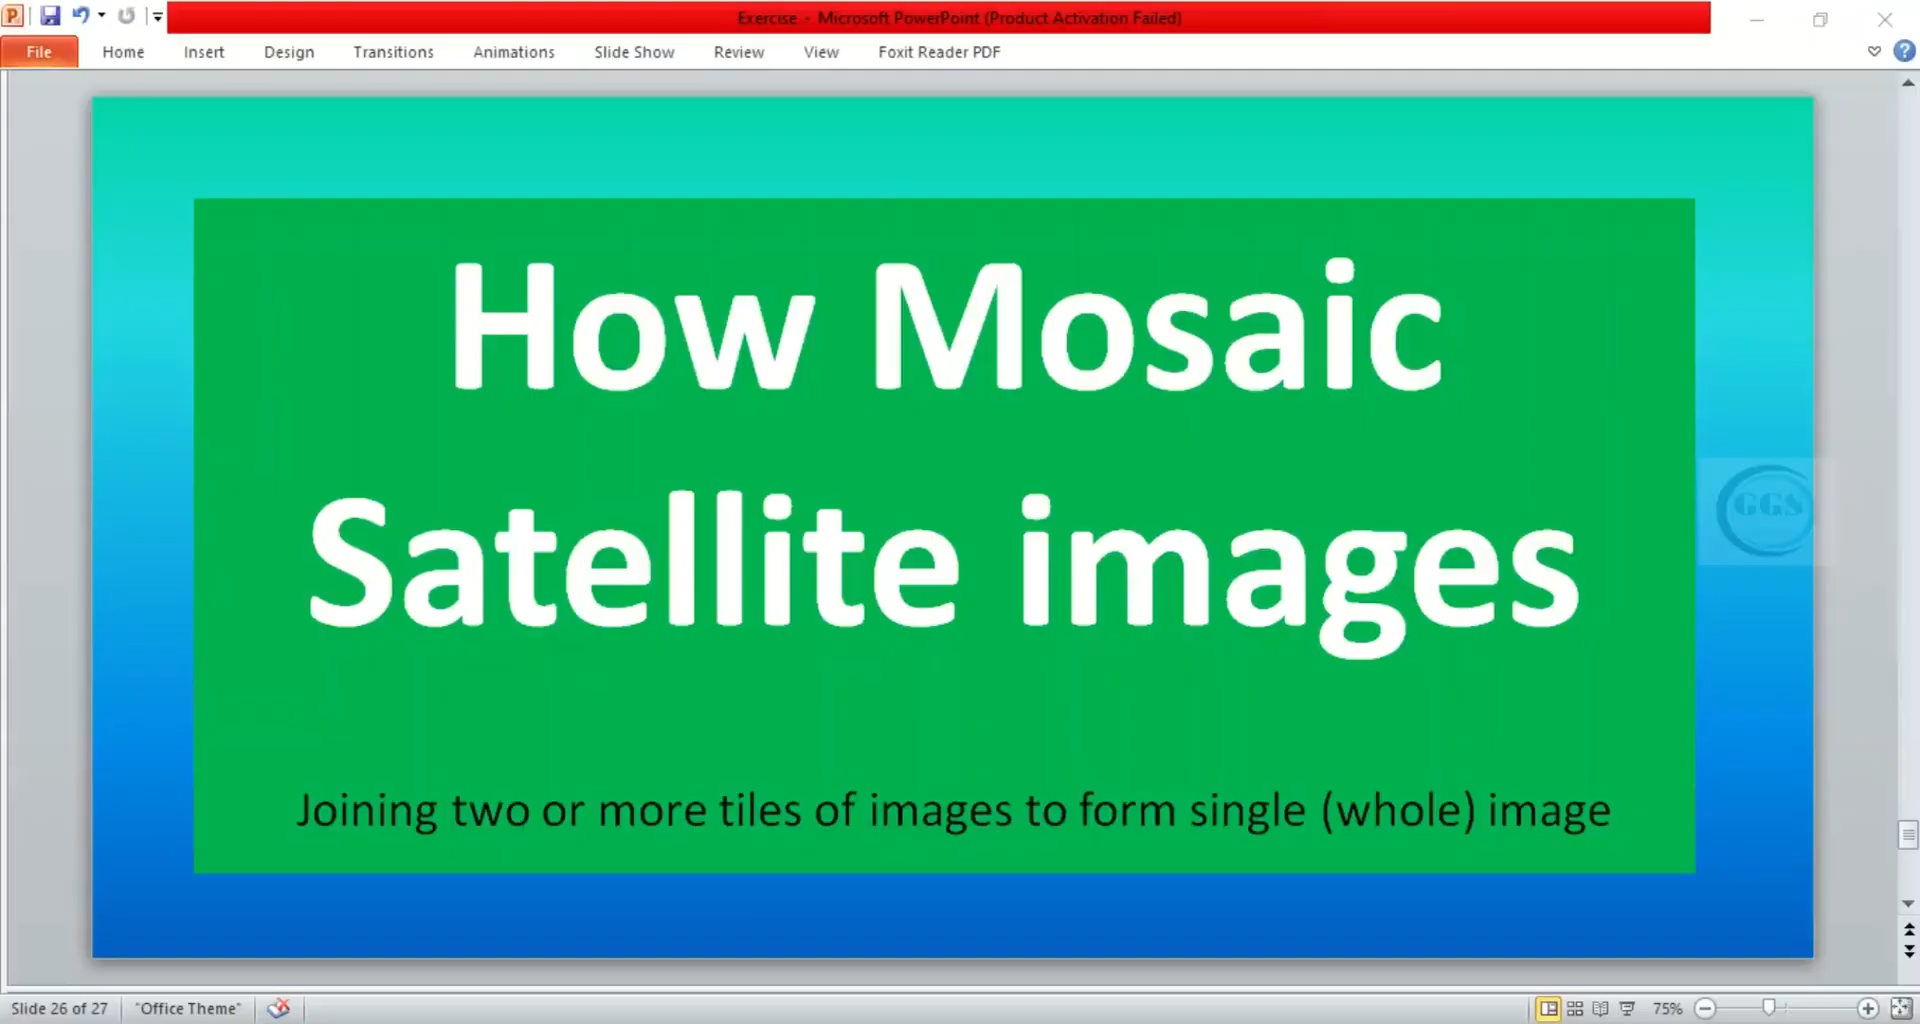 Exercise - Microsoft PowerPoint (Product Activation Failed)
File Home Insert Design Transitions Animations Slide Show Review View Foxit Reader PDF
How Mosaic
Satellite images
GGS
Joining two or more tiles of images to form single (whole) image
Slide 26 of 27 "Office Theme" 75%